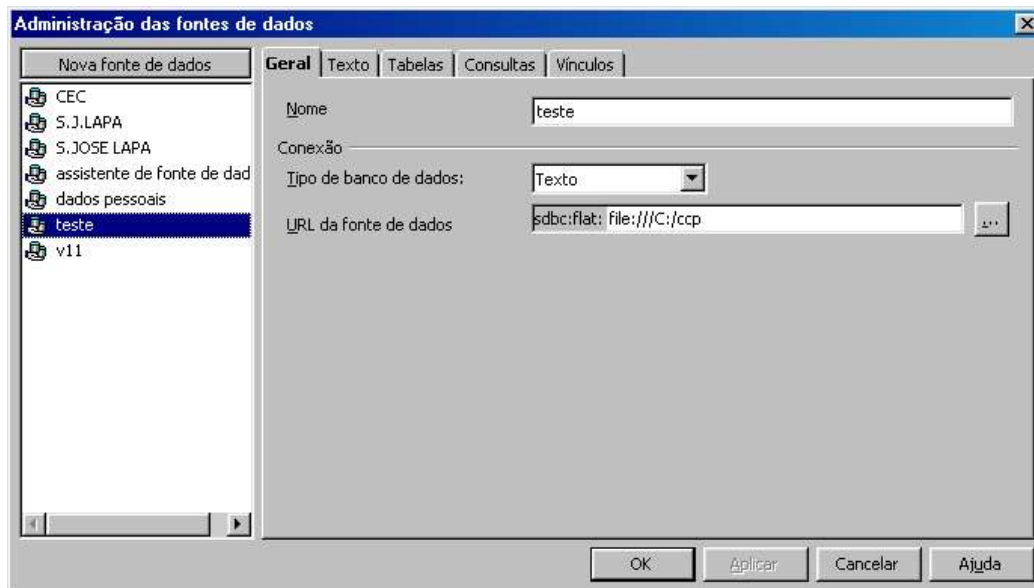 Administração das fontes de dados
Nova fonte de dados
CEC
S.J.LAPA
S.JOSE LAPA
assistente de fonte de dad
dados pessoais
teste
v11
Geral Texto Tabelas Consultas Vínculos
Nome teste
Conexão
Tipo de banco de dados: Texto
URL da fonte de dados sdbc:flat: file:///C:/ccp ...
OK Aplicar Cancelar Ajuda